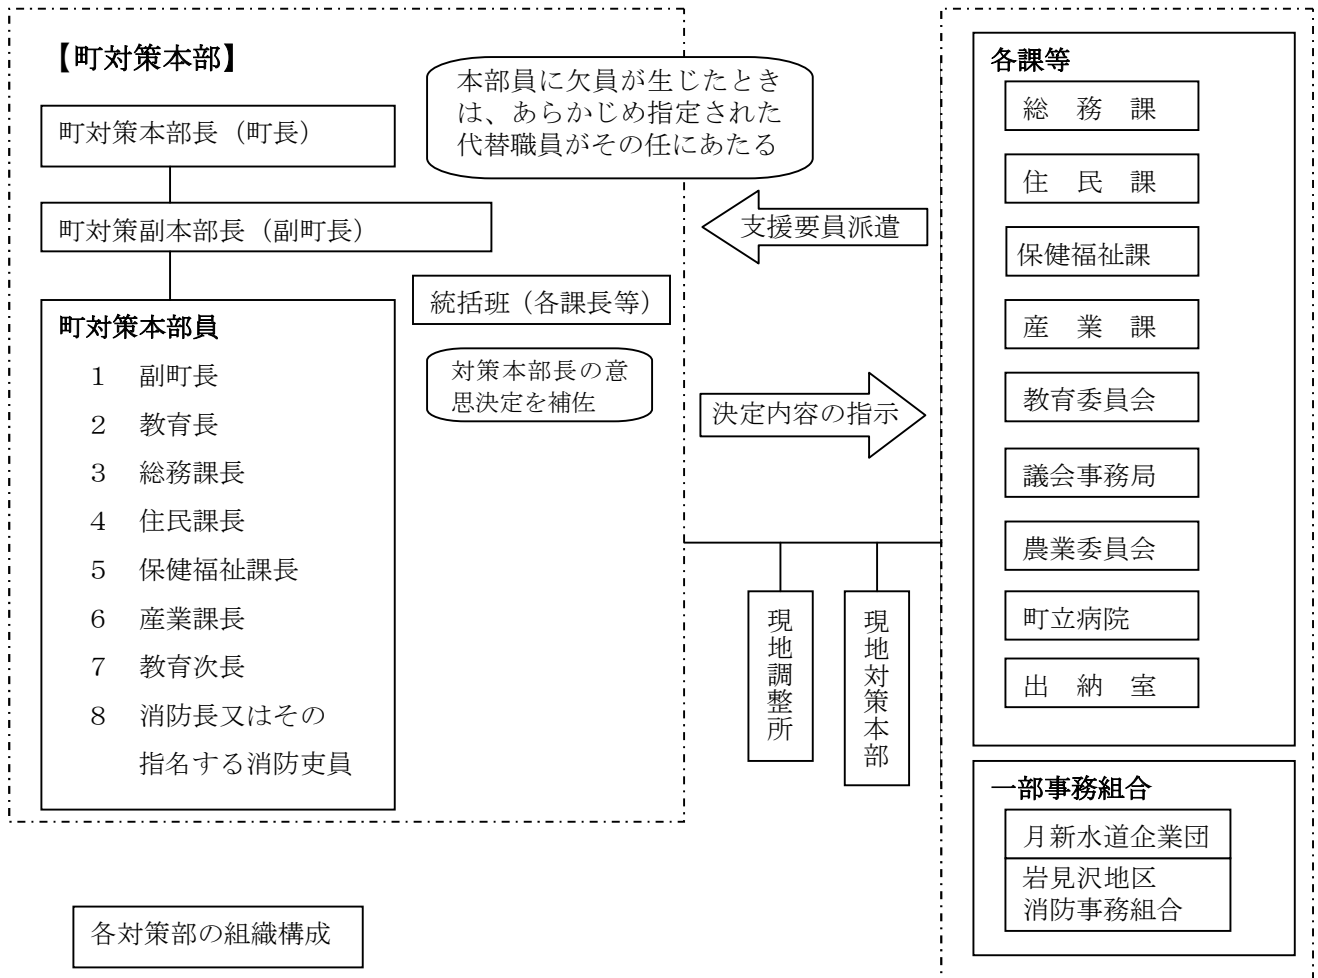 【町対策本部】
町対策本部長（町長）
町対策副本部長（副町長）
本部員に欠員が生じたとき
は、あらかじめ指定された
代替職員がその任にあたる
統括班（各課長等）
対策本部長の意
思決定を補佐
町対策本部員
１　副町長
２　教育長
３　総務課長
４　住民課長
５　保健福祉課長
６　産業課長
７　教育次長
８　消防長又はその
指名する消防吏員
支援要員派遣
決定内容の指示
現地調整所
現地対策本部
各課等
総　務　課
住　民　課
保健福祉課
産　業　課
教育委員会
議会事務局
農業委員会
町立病院
出　納　室
一部事務組合
月新水道企業団
岩見沢地区
消防事務組合
各対策部の組織構成